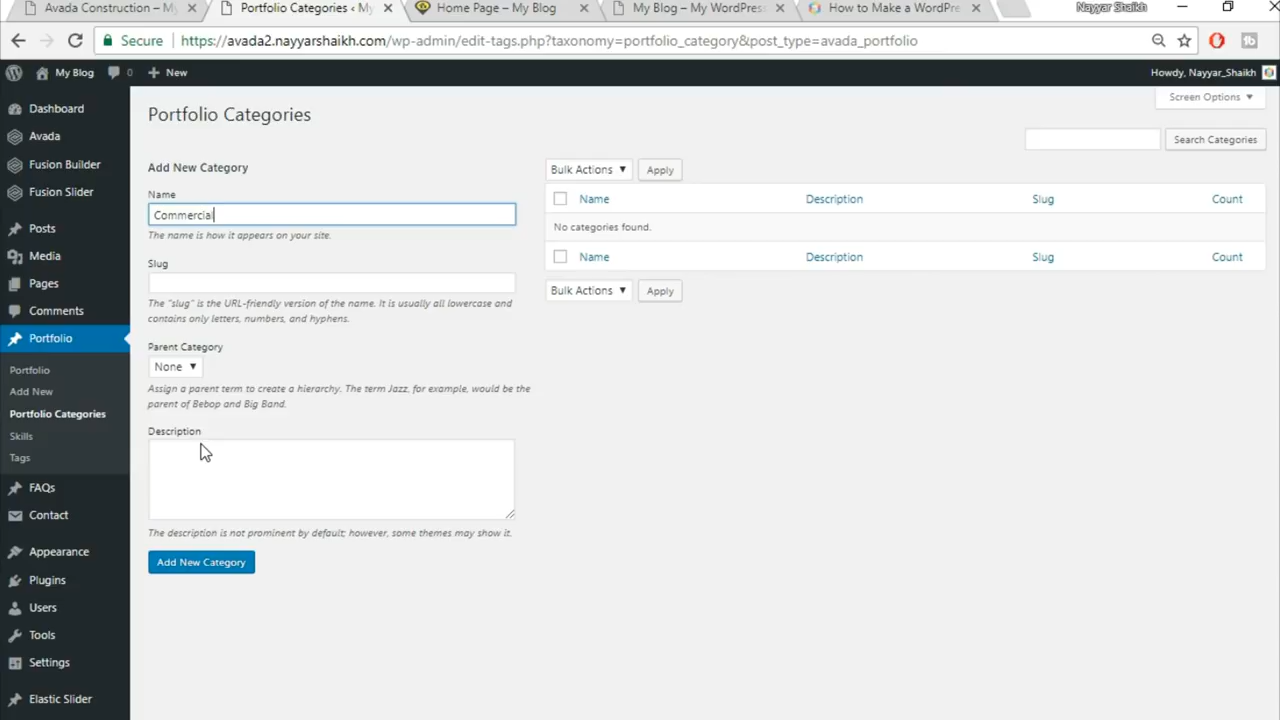 Avada Construction – My
Portfolio Categories ‹ My
Home Page – My Blog
My Blog – My WordPress
How to Make a WordPre
Nayyar Shaikh
Secure
https://avada2.nayyarshaikh.com/wp-admin/edit-tags.php?taxonomy=portfolio_category&post_type=avada_portfolio
My Blog
0
New
Howdy, Nayyar_Shaikh
Dashboard
Avada
Fusion Builder
Fusion Slider
Posts
Media
Pages
Comments
Portfolio
Portfolio
Add New
Portfolio Categories
Skills
Tags
FAQs
Contact
Appearance
Plugins
Users
Tools
Settings
Elastic Slider
Screen Options ▼
Portfolio Categories
Search Categories
Add New Category
Name
Commercial
The name is how it appears on your site.
Slug
The "slug" is the URL-friendly version of the name. It is usually all lowercase and
contains only letters, numbers, and hyphens.
Parent Category
None ▼
Assign a parent term to create a hierarchy. The term Jazz, for example, would be the
parent of Bebop and Big Band.
Description
The description is not prominent by default; however, some themes may show it.
Add New Category
Bulk Actions ▼ Apply
Name Description Slug Count
No categories found.
Name Description Slug Count
Bulk Actions ▼ Apply